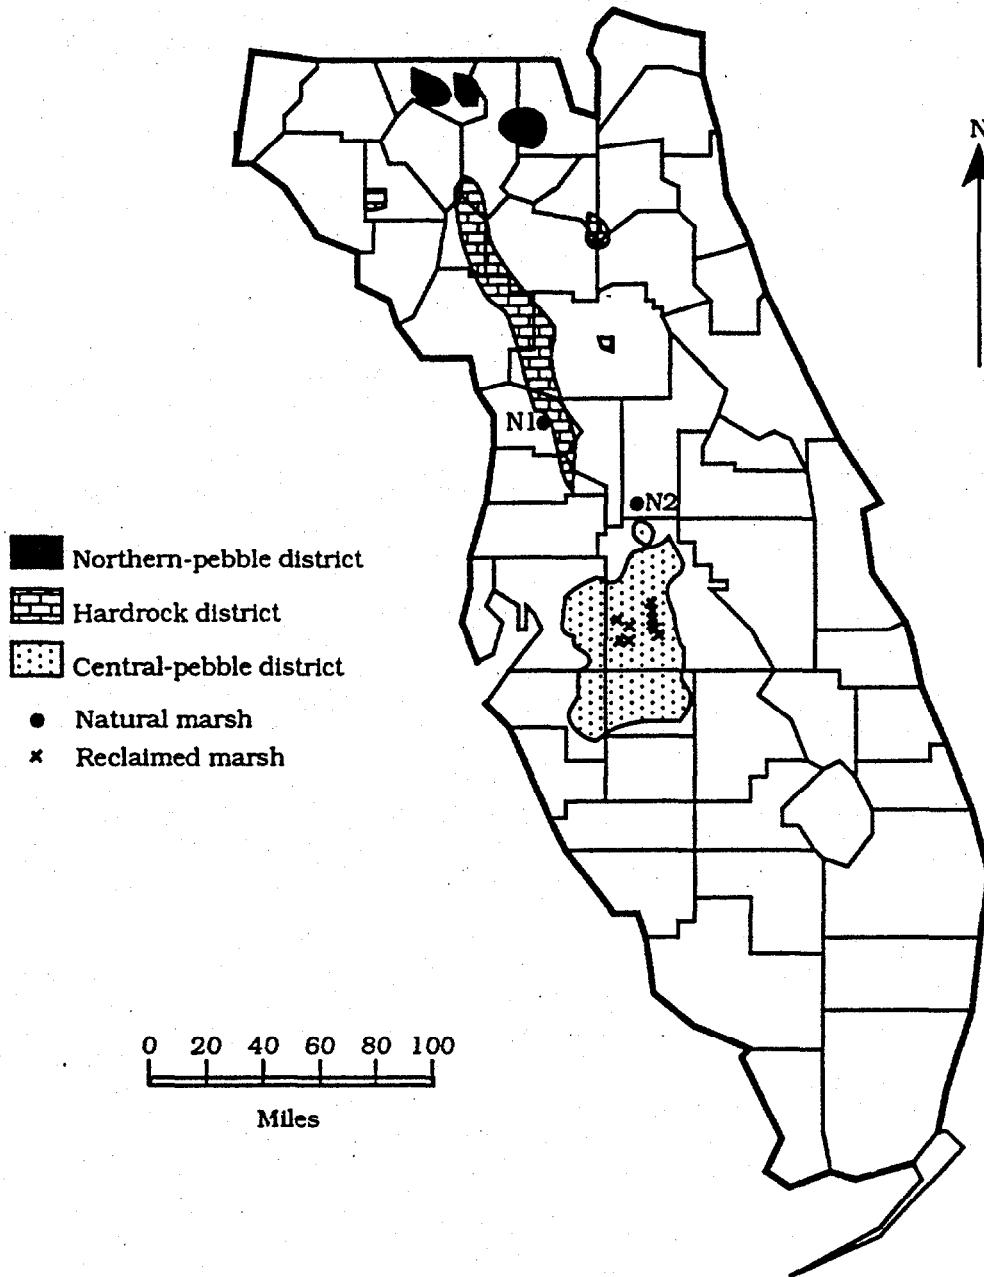 N
N1
N2
Northern-pebble district
Hardrock district
Central-pebble district
Natural marsh
Reclaimed marsh
0 20 40 60 80 100
Miles